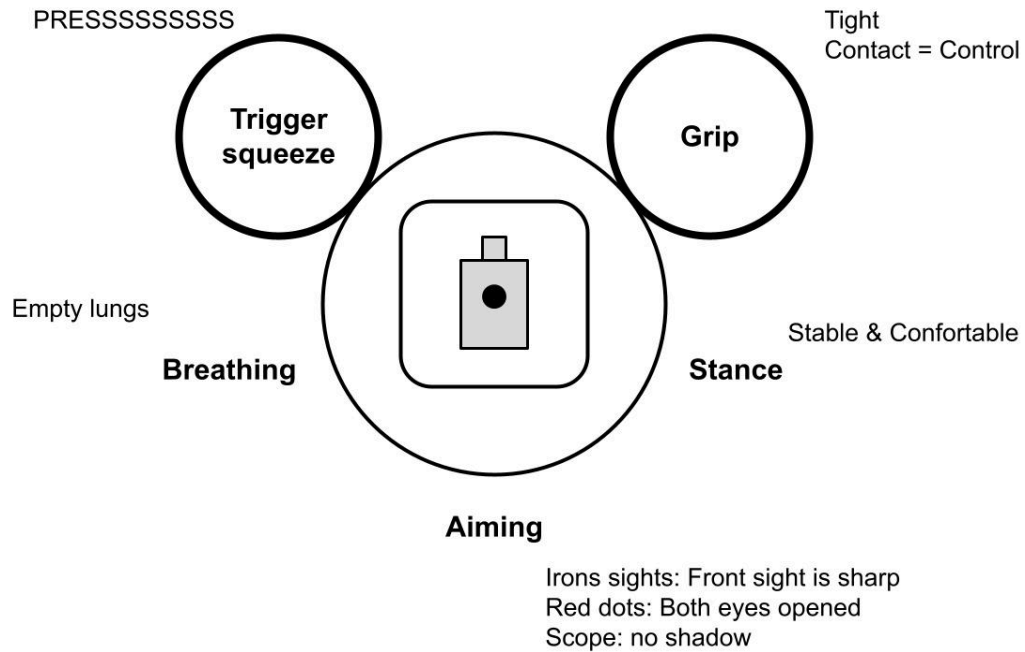 PRESSSSSSSSS
Tight
Contact = Control
Trigger
squeeze
Grip
Empty lungs
Stable & Confortable
Breathing
Stance
Aiming
Irons sights: Front sight is sharp
Red dots: Both eyes opened
Scope: no shadow